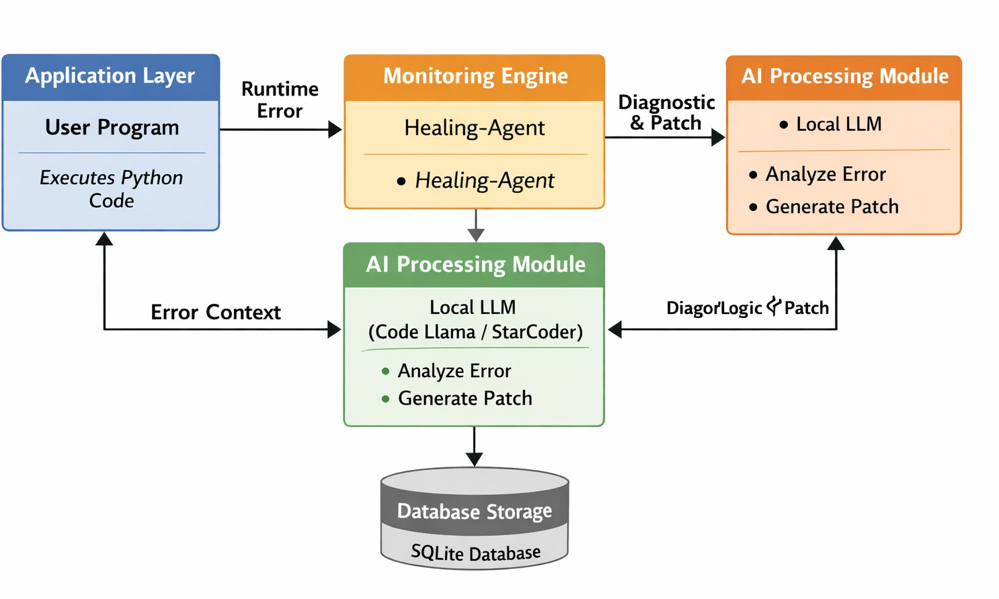 Application Layer
User Program
Executes Python
Code
Runtime
Error
Monitoring Engine
Healing-Agent
• Healing-Agent
Diagnostic
& Patch
AI Processing Module
• Local LLM
• Analyze Error
• Generate Patch
Error Context
AI Processing Module
Local LLM
(Code Llama / StarCoder)
• Analyze Error
• Generate Patch
Diagor'Logic & Patch
Database Storage
SQLite Database